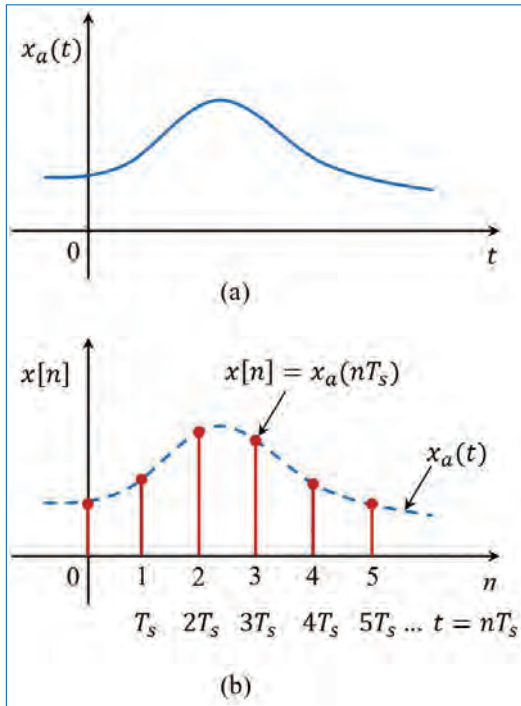 x_a(t)
0 t
(a)
x[n] x[n] = x_a(nT_s)
x_a(t)
0 1 2 3 4 5 n
T_s 2T_s 3T_s 4T_s 5T_s ... t = nT_s
(b)